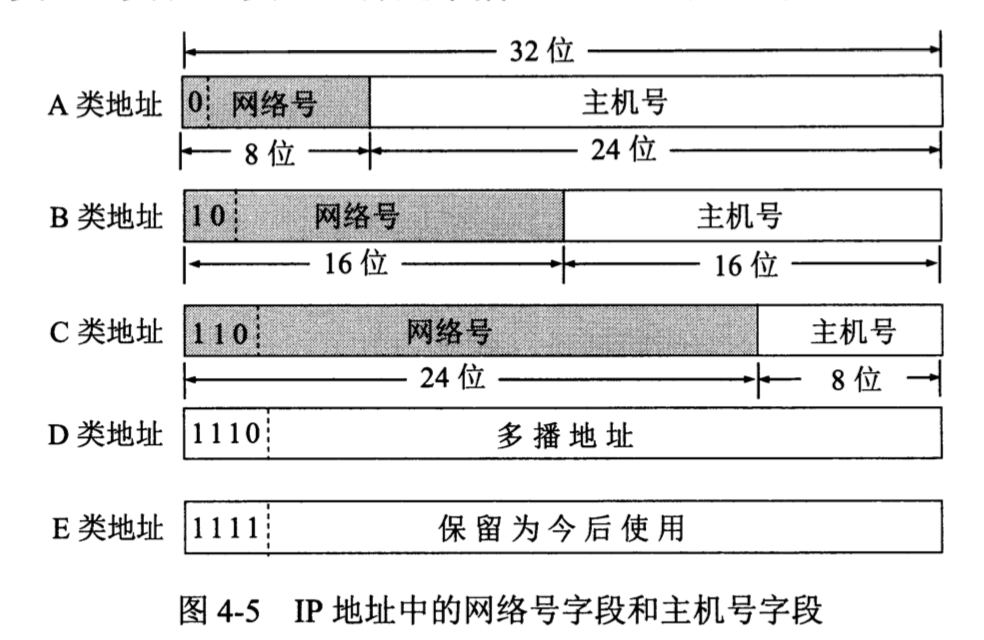 32 位
A 类地址 0 网络号 主机号
8 位 24 位
B 类地址 10 网络号 主机号
16 位 16 位
C 类地址 110 网络号 主机号
24 位 8 位
D 类地址 1110 多播地址
E 类地址 1111 保留为今后使用
图 4-5 IP 地址中的网络号字段和主机号字段